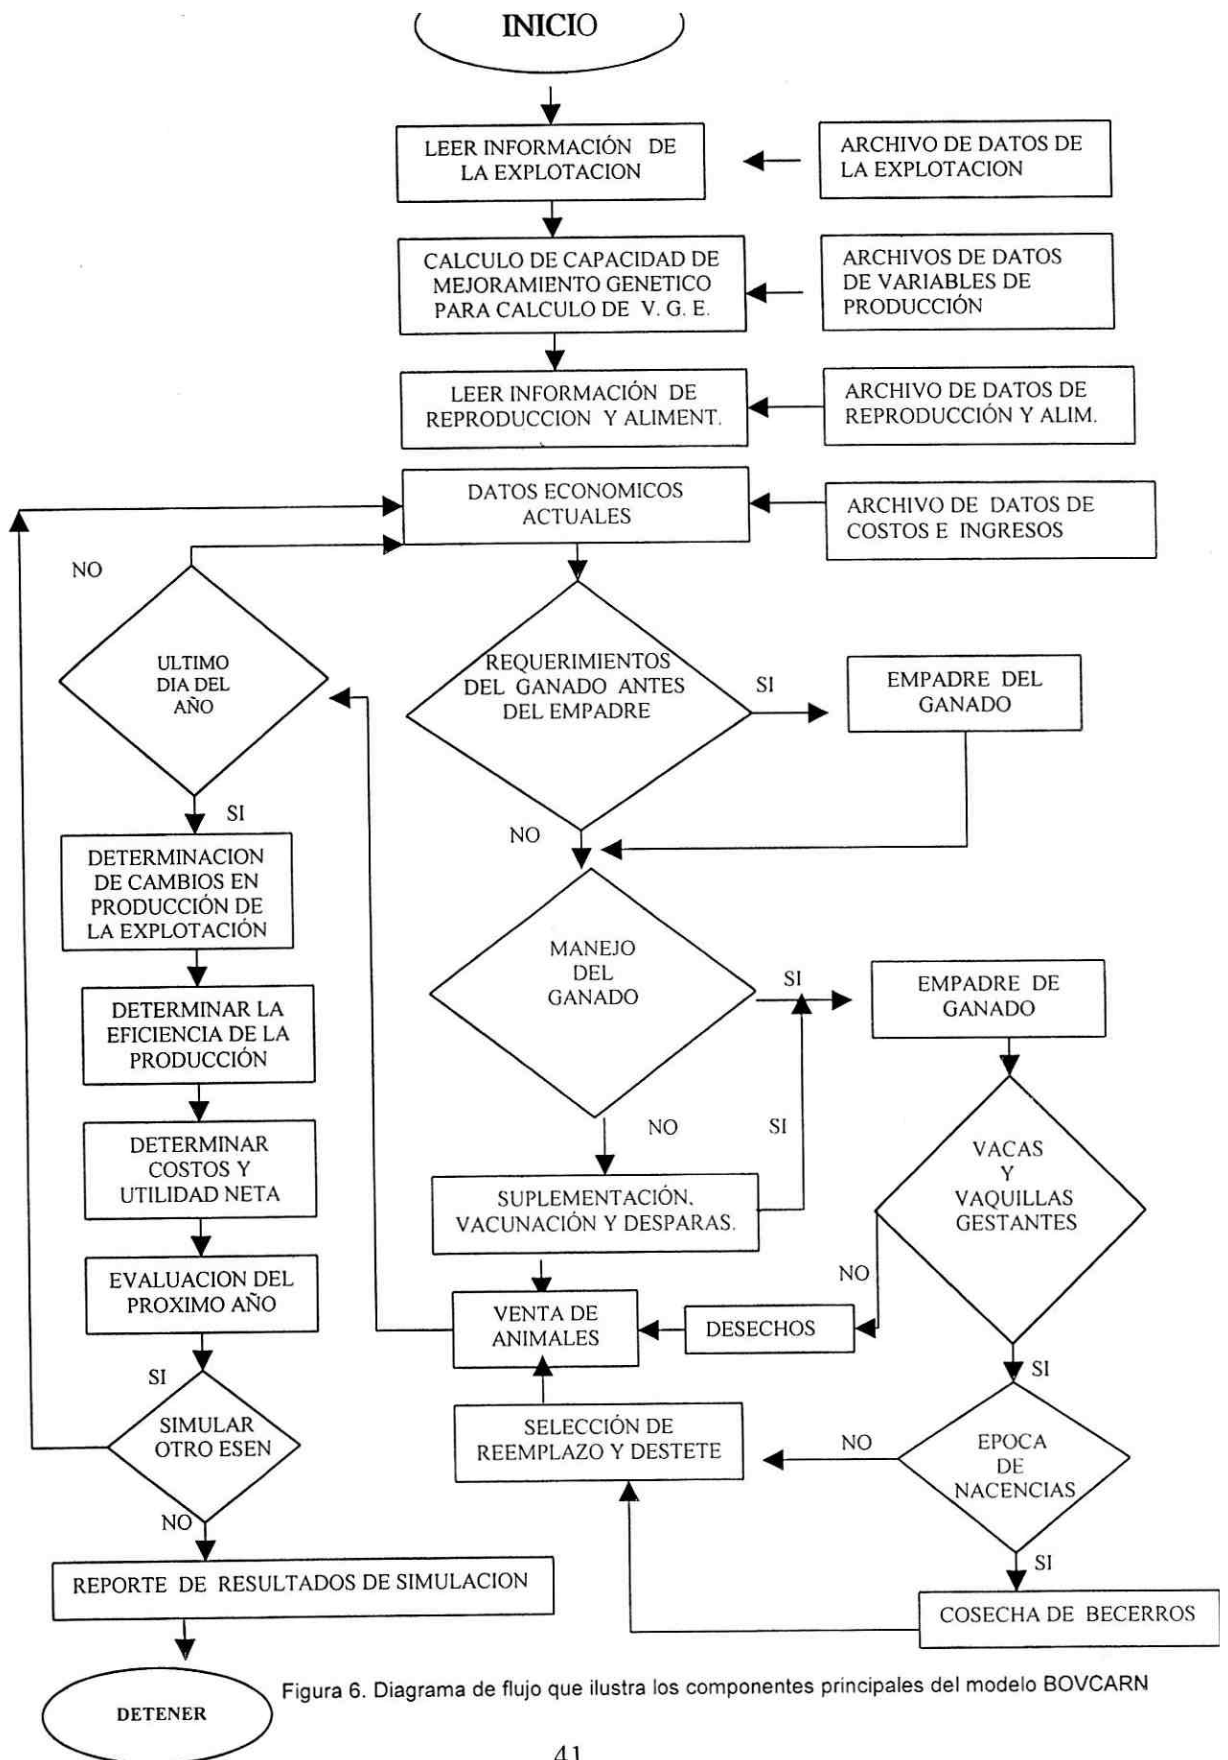 INICIO
LEER INFORMACIÓN DE
LA EXPLOTACION
ARCHIVO DE DATOS DE
LA EXPLOTACION
CALCULO DE CAPACIDAD DE
MEJORAMIENTO GENETICO
PARA CALCULO DE V. G. E.
ARCHIVOS DE DATOS
DE VARIABLES DE
PRODUCCIÓN
LEER INFORMACIÓN DE
REPRODUCCION Y ALIMENT.
ARCHIVO DE DATOS DE
REPRODUCCIÓN Y ALIM.
DATOS ECONOMICOS
ACTUALES
ARCHIVO DE DATOS DE
COSTOS E INGRESOS
NO
ULTIMO
DIA DEL
AÑO
REQUERIMIENTOS
DEL GANADO ANTES
DEL EMPADRE
SI
EMPADRE DEL
GANADO
SI
NO
DETERMINACION
DE CAMBIOS EN
PRODUCCIÓN DE
LA EXPLOTACIÓN
MANEJO
DEL
GANADO
SI
EMPADRE DE
GANADO
DETERMINAR LA
EFICIENCIA DE LA
PRODUCCIÓN
NO
SI
VACAS
Y
VAQUILLAS
GESTANTES
DETERMINAR
COSTOS Y
UTILIDAD NETA
SUPLEMENTACIÓN.
VACUNACIÓN Y DESPARAS.
EVALUACION DEL
PROXIMO AÑO
NO
VENTA DE
ANIMALES
DESECHOS
SI
SI
SIMULAR
OTRO ESEN
SELECCIÓN DE
REEMPLAZO Y DESTETE
NO
EPOCA
DE
NACENCIAS
NO
SI
REPORTE DE RESULTADOS DE SIMULACION
COSECHA DE BECERROS
DETENER
Figura 6. Diagrama de flujo que ilustra los componentes principales del modelo BOVCARN
41